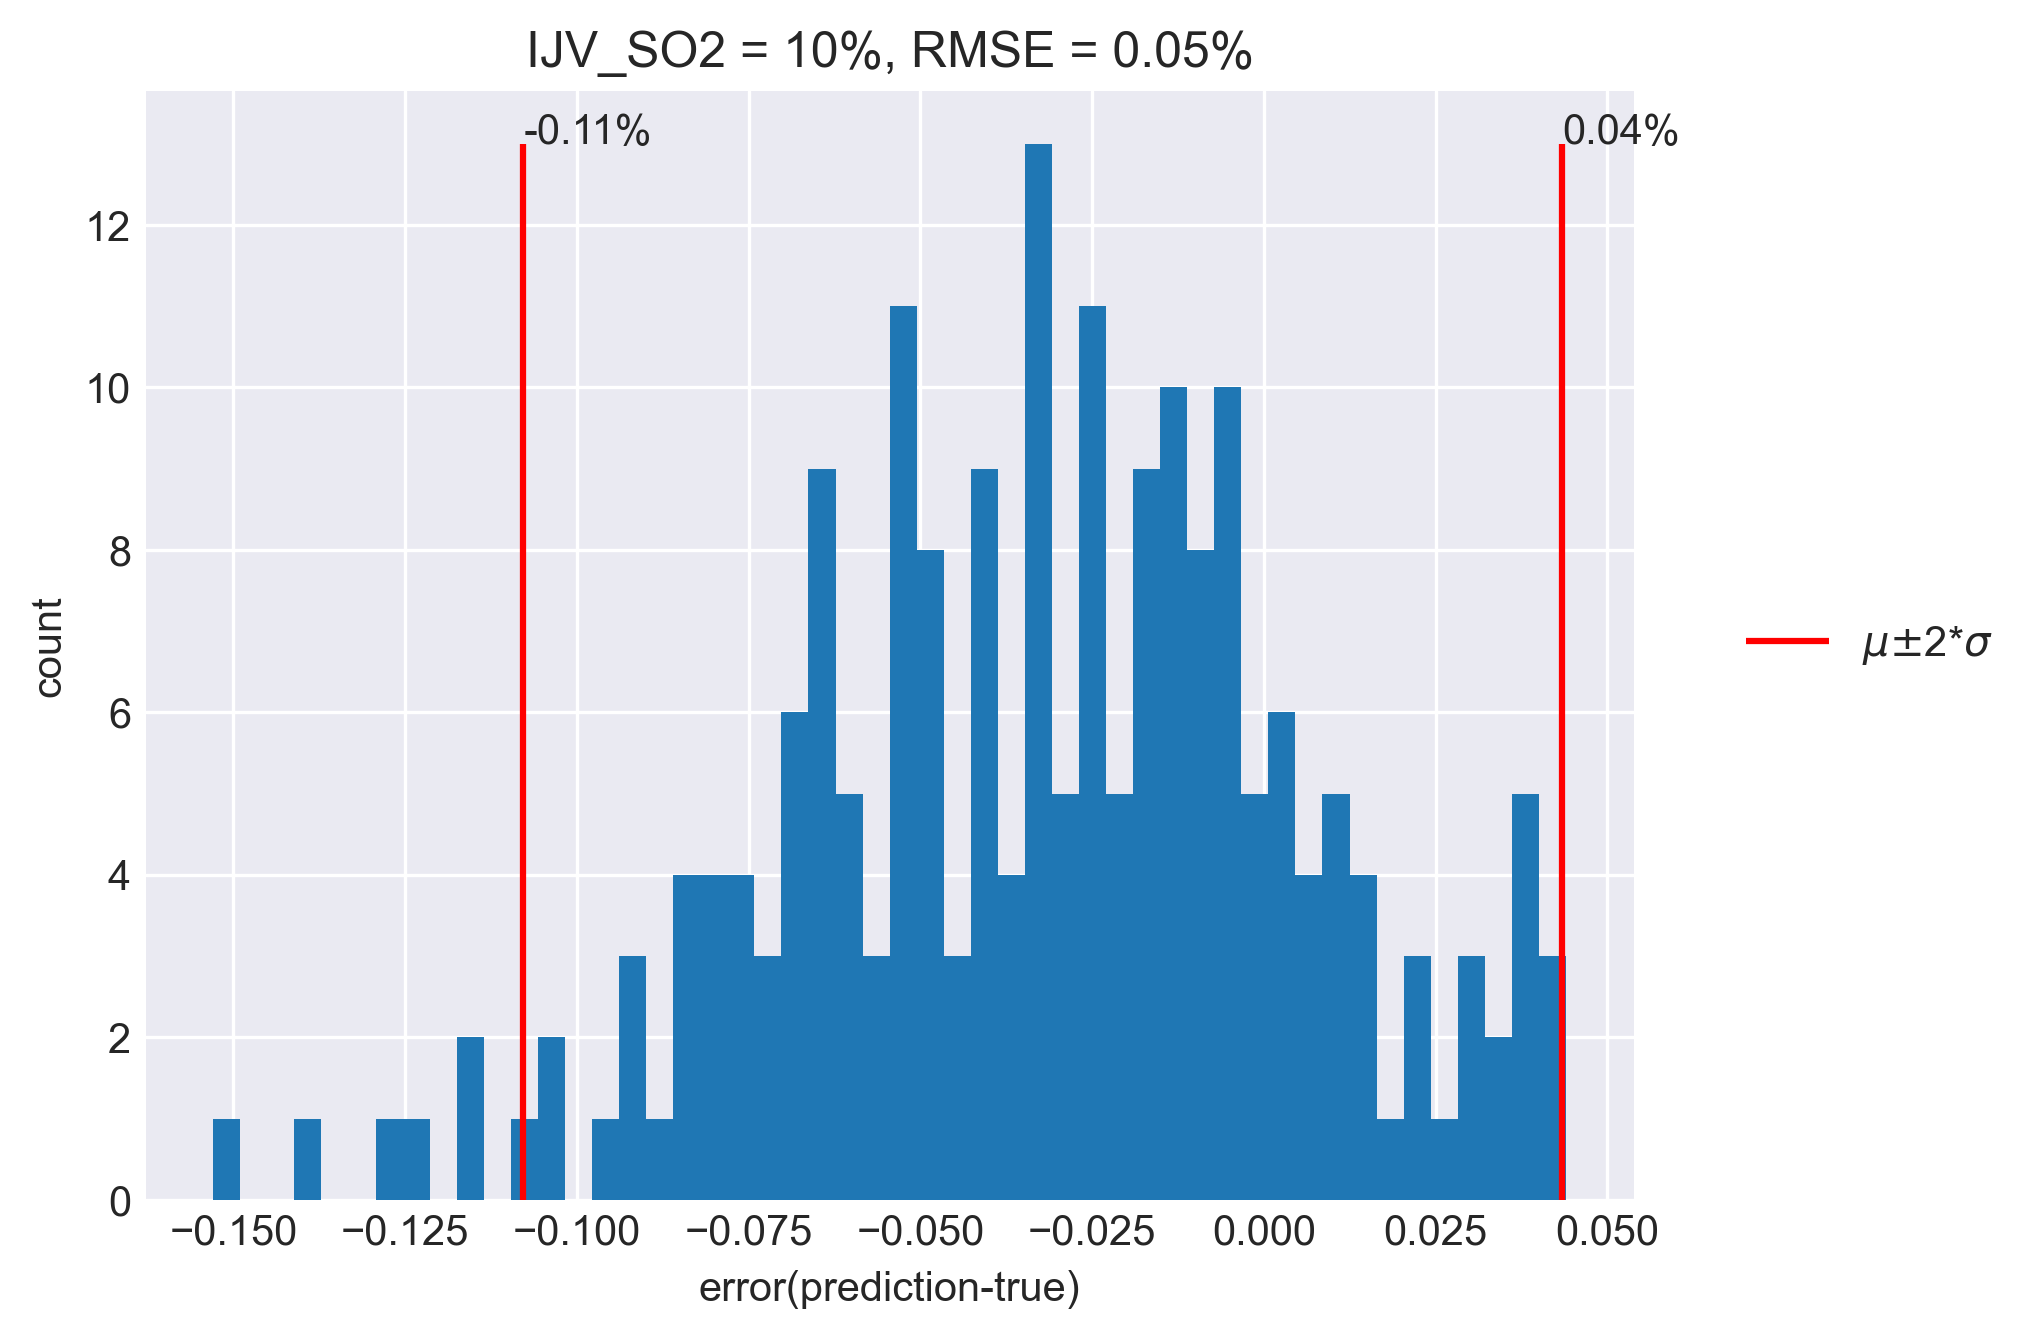 IJV_SO2 = 10%, RMSE = 0.05%
-0.11%
0.04%
12
10
8
6
4
2
0
count
−0.150 −0.125 −0.100 −0.075 −0.050 −0.025 0.000 0.025 0.050
error(prediction-true)
μ±2*σ